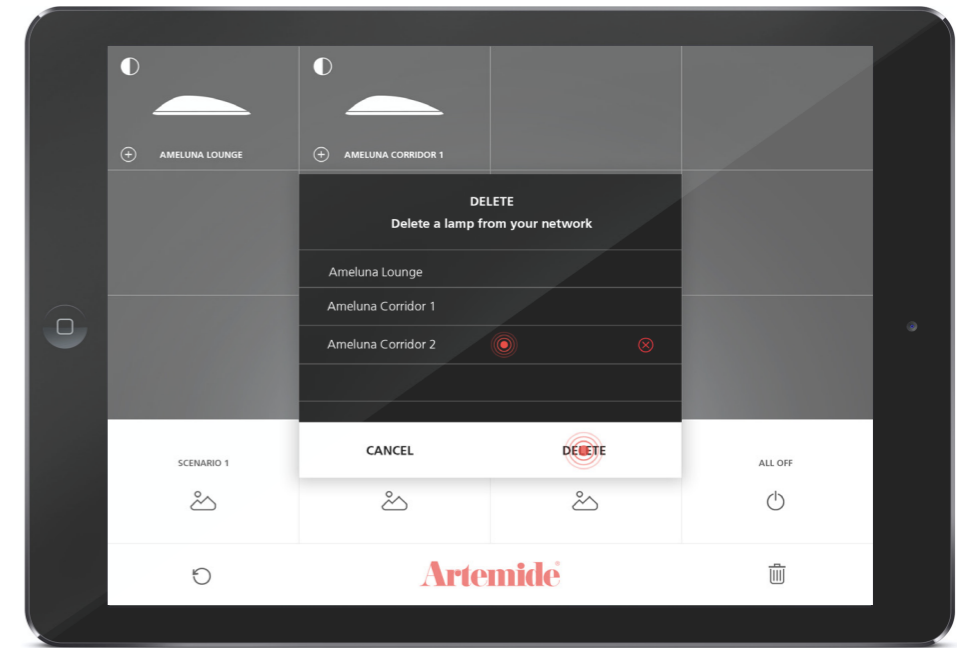 AMELUNA LOUNGE
AMELUNA CORRIDOR 1
DELETE
Delete a lamp from your network
Ameluna Lounge
Ameluna Corridor 1
Ameluna Corridor 2
CANCEL
DELETE
SCENARIO 1
ALL OFF
Artemide®